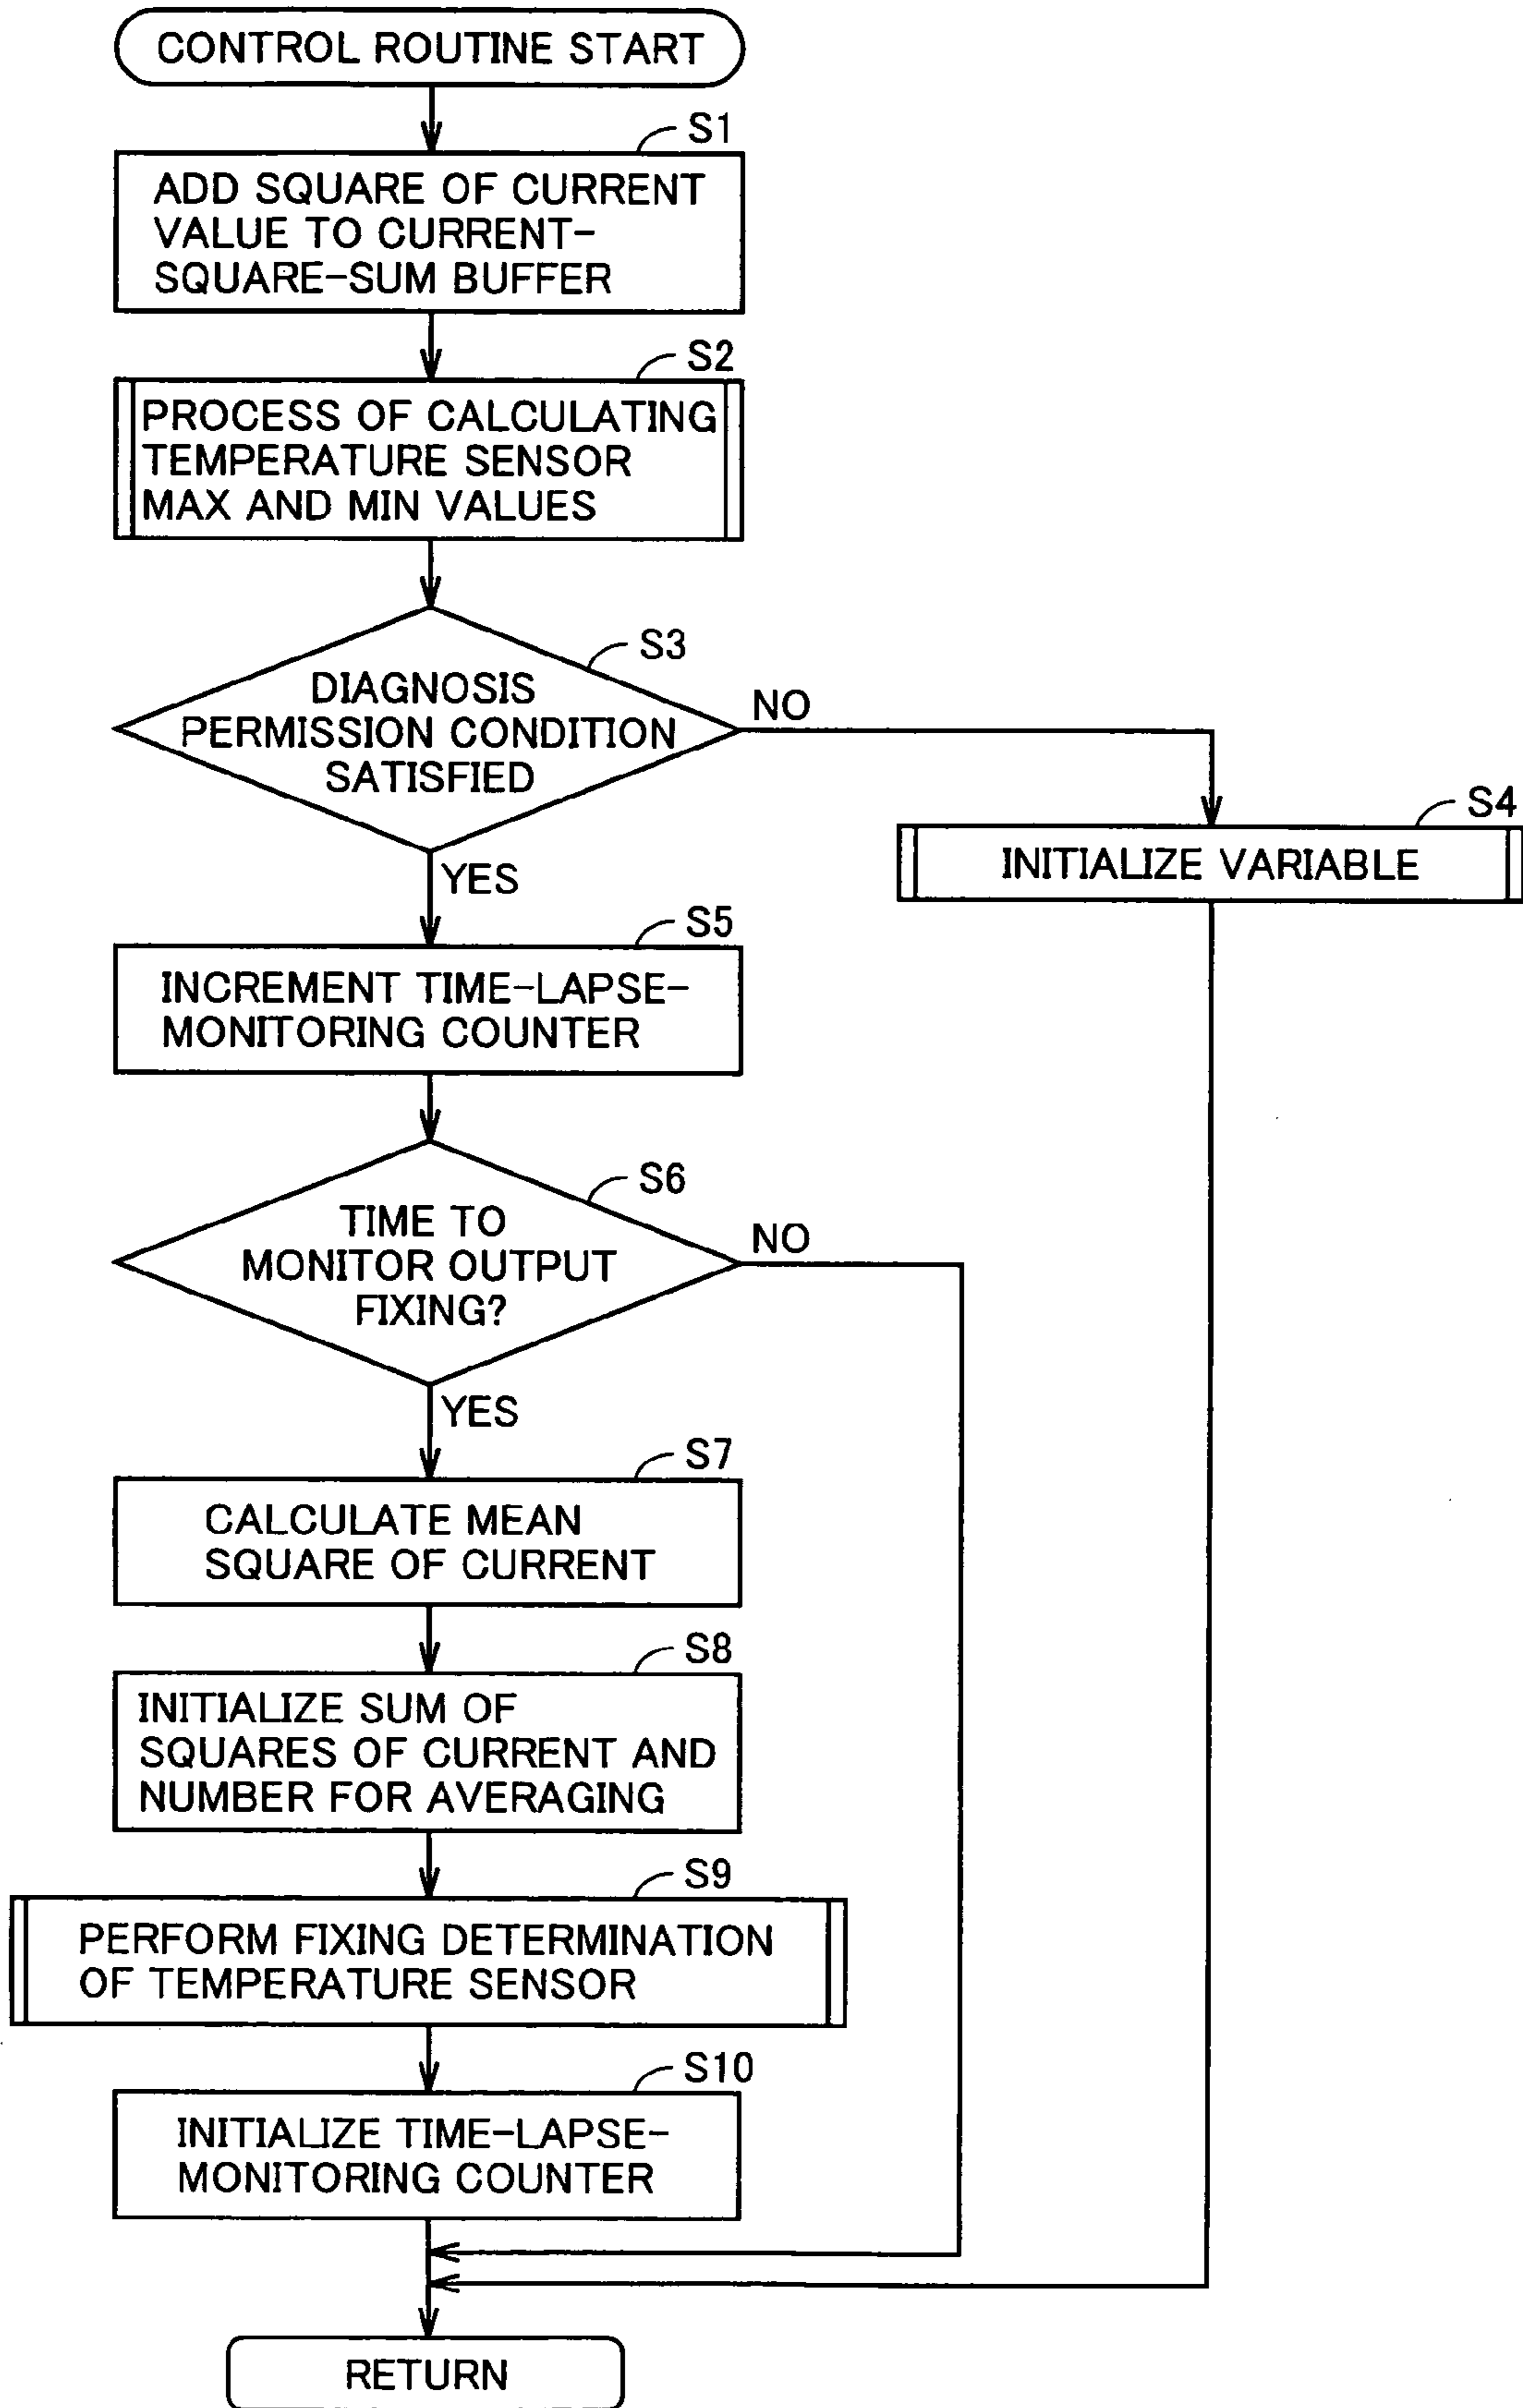 CONTROL ROUTINE START
S1
ADD SQUARE OF CURRENT
VALUE TO CURRENT-
SQUARE-SUM BUFFER
S2
PROCESS OF CALCULATING
TEMPERATURE SENSOR
MAX AND MIN VALUES
S3
DIAGNOSIS
PERMISSION CONDITION
SATISFIED
NO
S4
INITIALIZE VARIABLE
YES
S5
INCREMENT TIME-LAPSE-
MONITORING COUNTER
S6
TIME TO
MONITOR OUTPUT
FIXING?
NO
YES
S7
CALCULATE MEAN
SQUARE OF CURRENT
S8
INITIALIZE SUM OF
SQUARES OF CURRENT AND
NUMBER FOR AVERAGING
S9
PERFORM FIXING DETERMINATION
OF TEMPERATURE SENSOR
S10
INITIALIZE TIME-LAPSE-
MONITORING COUNTER
RETURN